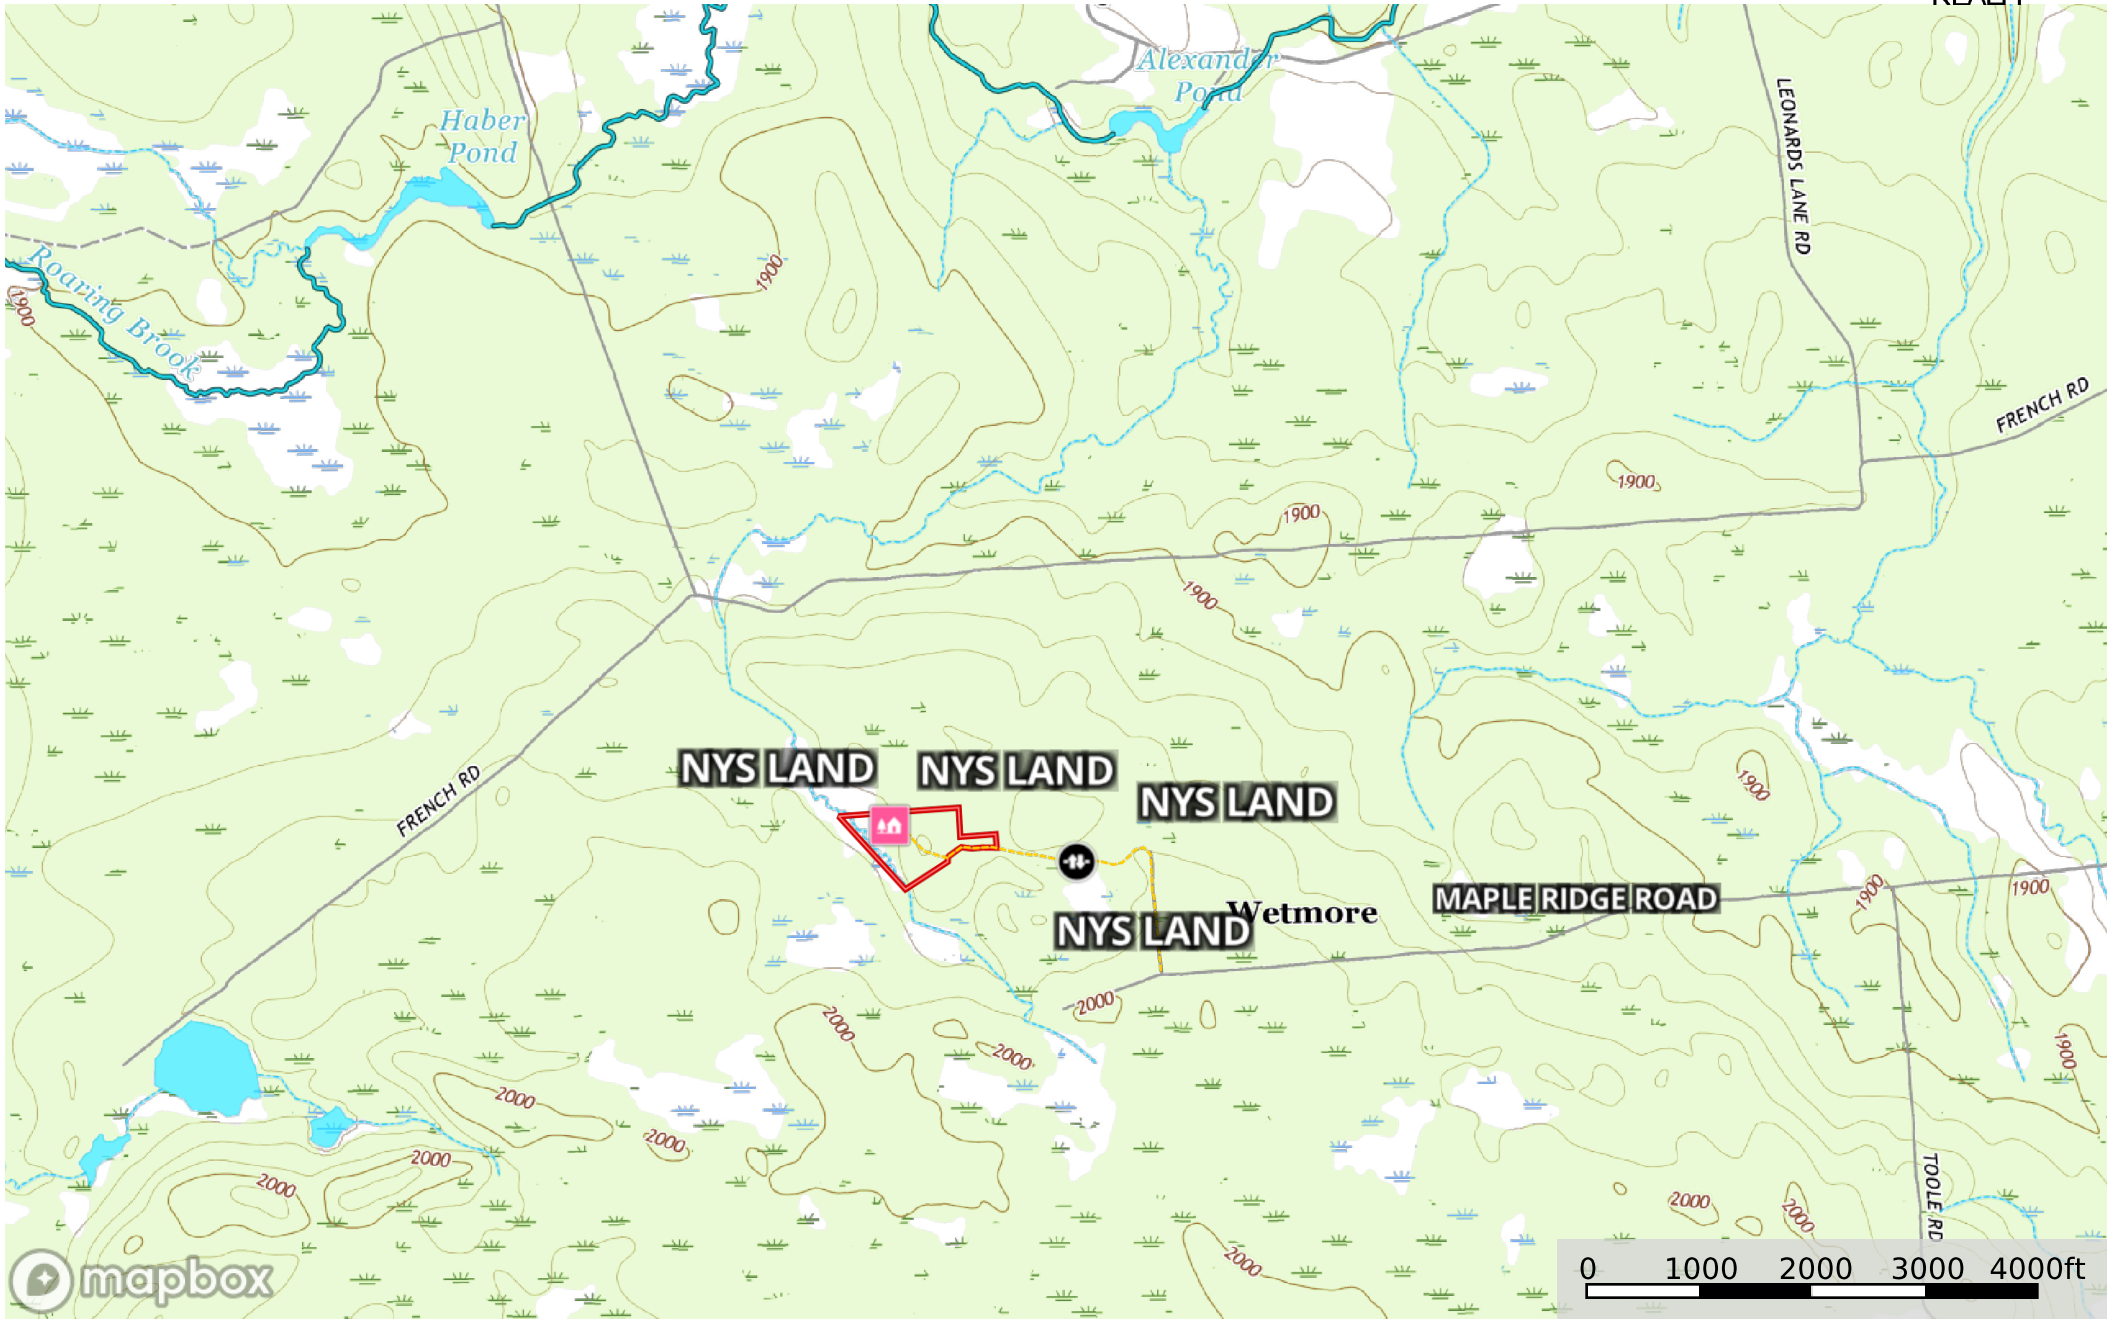 Alexander
Pond
Haber
Pond
LEONARDS LANE RD
Roaring Brook
1900
1900
FRENCH RD
1900
1900
1900
FRENCH RD
NYS LAND
NYS LAND
NYS LAND
1900
NYS LAND
Wetmore
MAPLE RIDGE ROAD
1900
1900
2000
2000
2000
1900
2000
2000
2000
2000
TOOLE RD
2000
2000
2000
mapbox
0 1000 2000 3000 4000ft